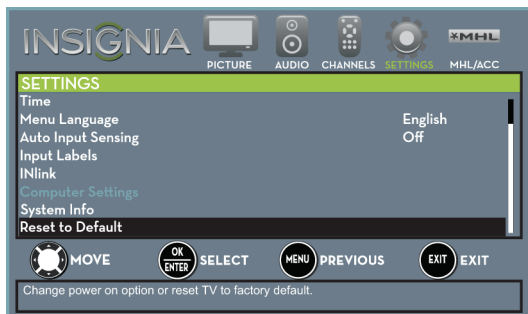 INSIGNIA
PICTURE AUDIO CHANNELS SETTINGS MHL/ACC
MHL
SETTINGS
Time
Menu Language English
Auto Input Sensing Off
Input Labels
INlink
Computer Settings
System Info
Reset to Default
MOVE OK ENTER SELECT MENU PREVIOUS EXIT EXIT
Change power on option or reset TV to factory default.